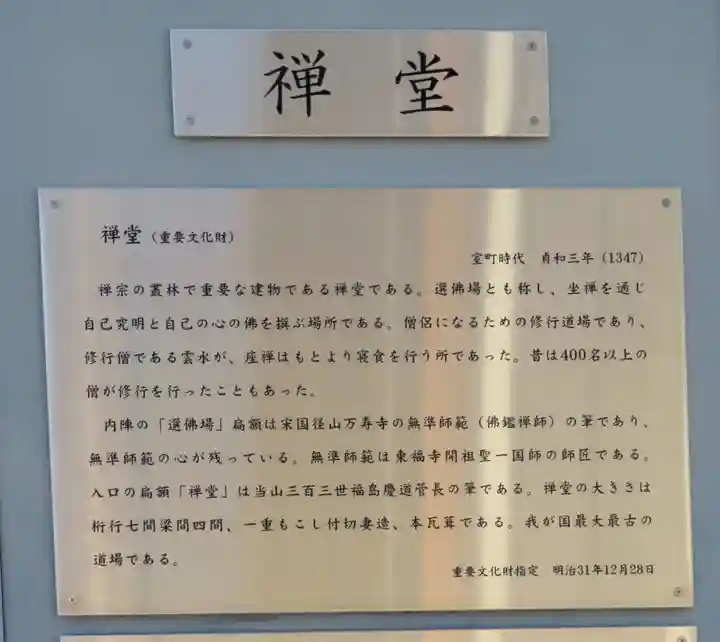 禅堂
禅堂（重要文化財）
室町時代　貞和三年（1347）
禅宗の叢林で重要な建物である禅堂である。選佛場とも称し、坐禅を通じ
自己究明と自己の心の佛を撰ぶ場所である。僧侶になるための修行道場であり、
修行僧である雲水が、座禅はもとより寝食を行う所であった。昔は400名以上の
僧が修行を行ったこともあった。
内陣の「選佛場」扁額は宋国径山万寿寺の無準師範（佛鑑禅師）の筆であり、
無準師範の心が残っている。無準師範は東福寺開祖聖一国師の師匠である。
入口の扁額「禅堂」は当山三百三世福島慶道管長の筆である。禅堂の大きさは
桁行七間梁間四間、一重もこし付切妻造、本瓦葺である。我が国最大最古の
道場である。
重要文化財指定　明治31年12月28日